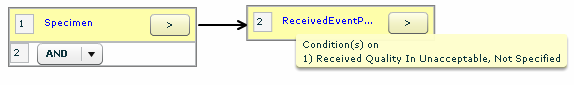 1 Specimen >
2 AND
2 ReceivedEventP... >
Condition(s) on
1) Received Quality In Unacceptable, Not Specified